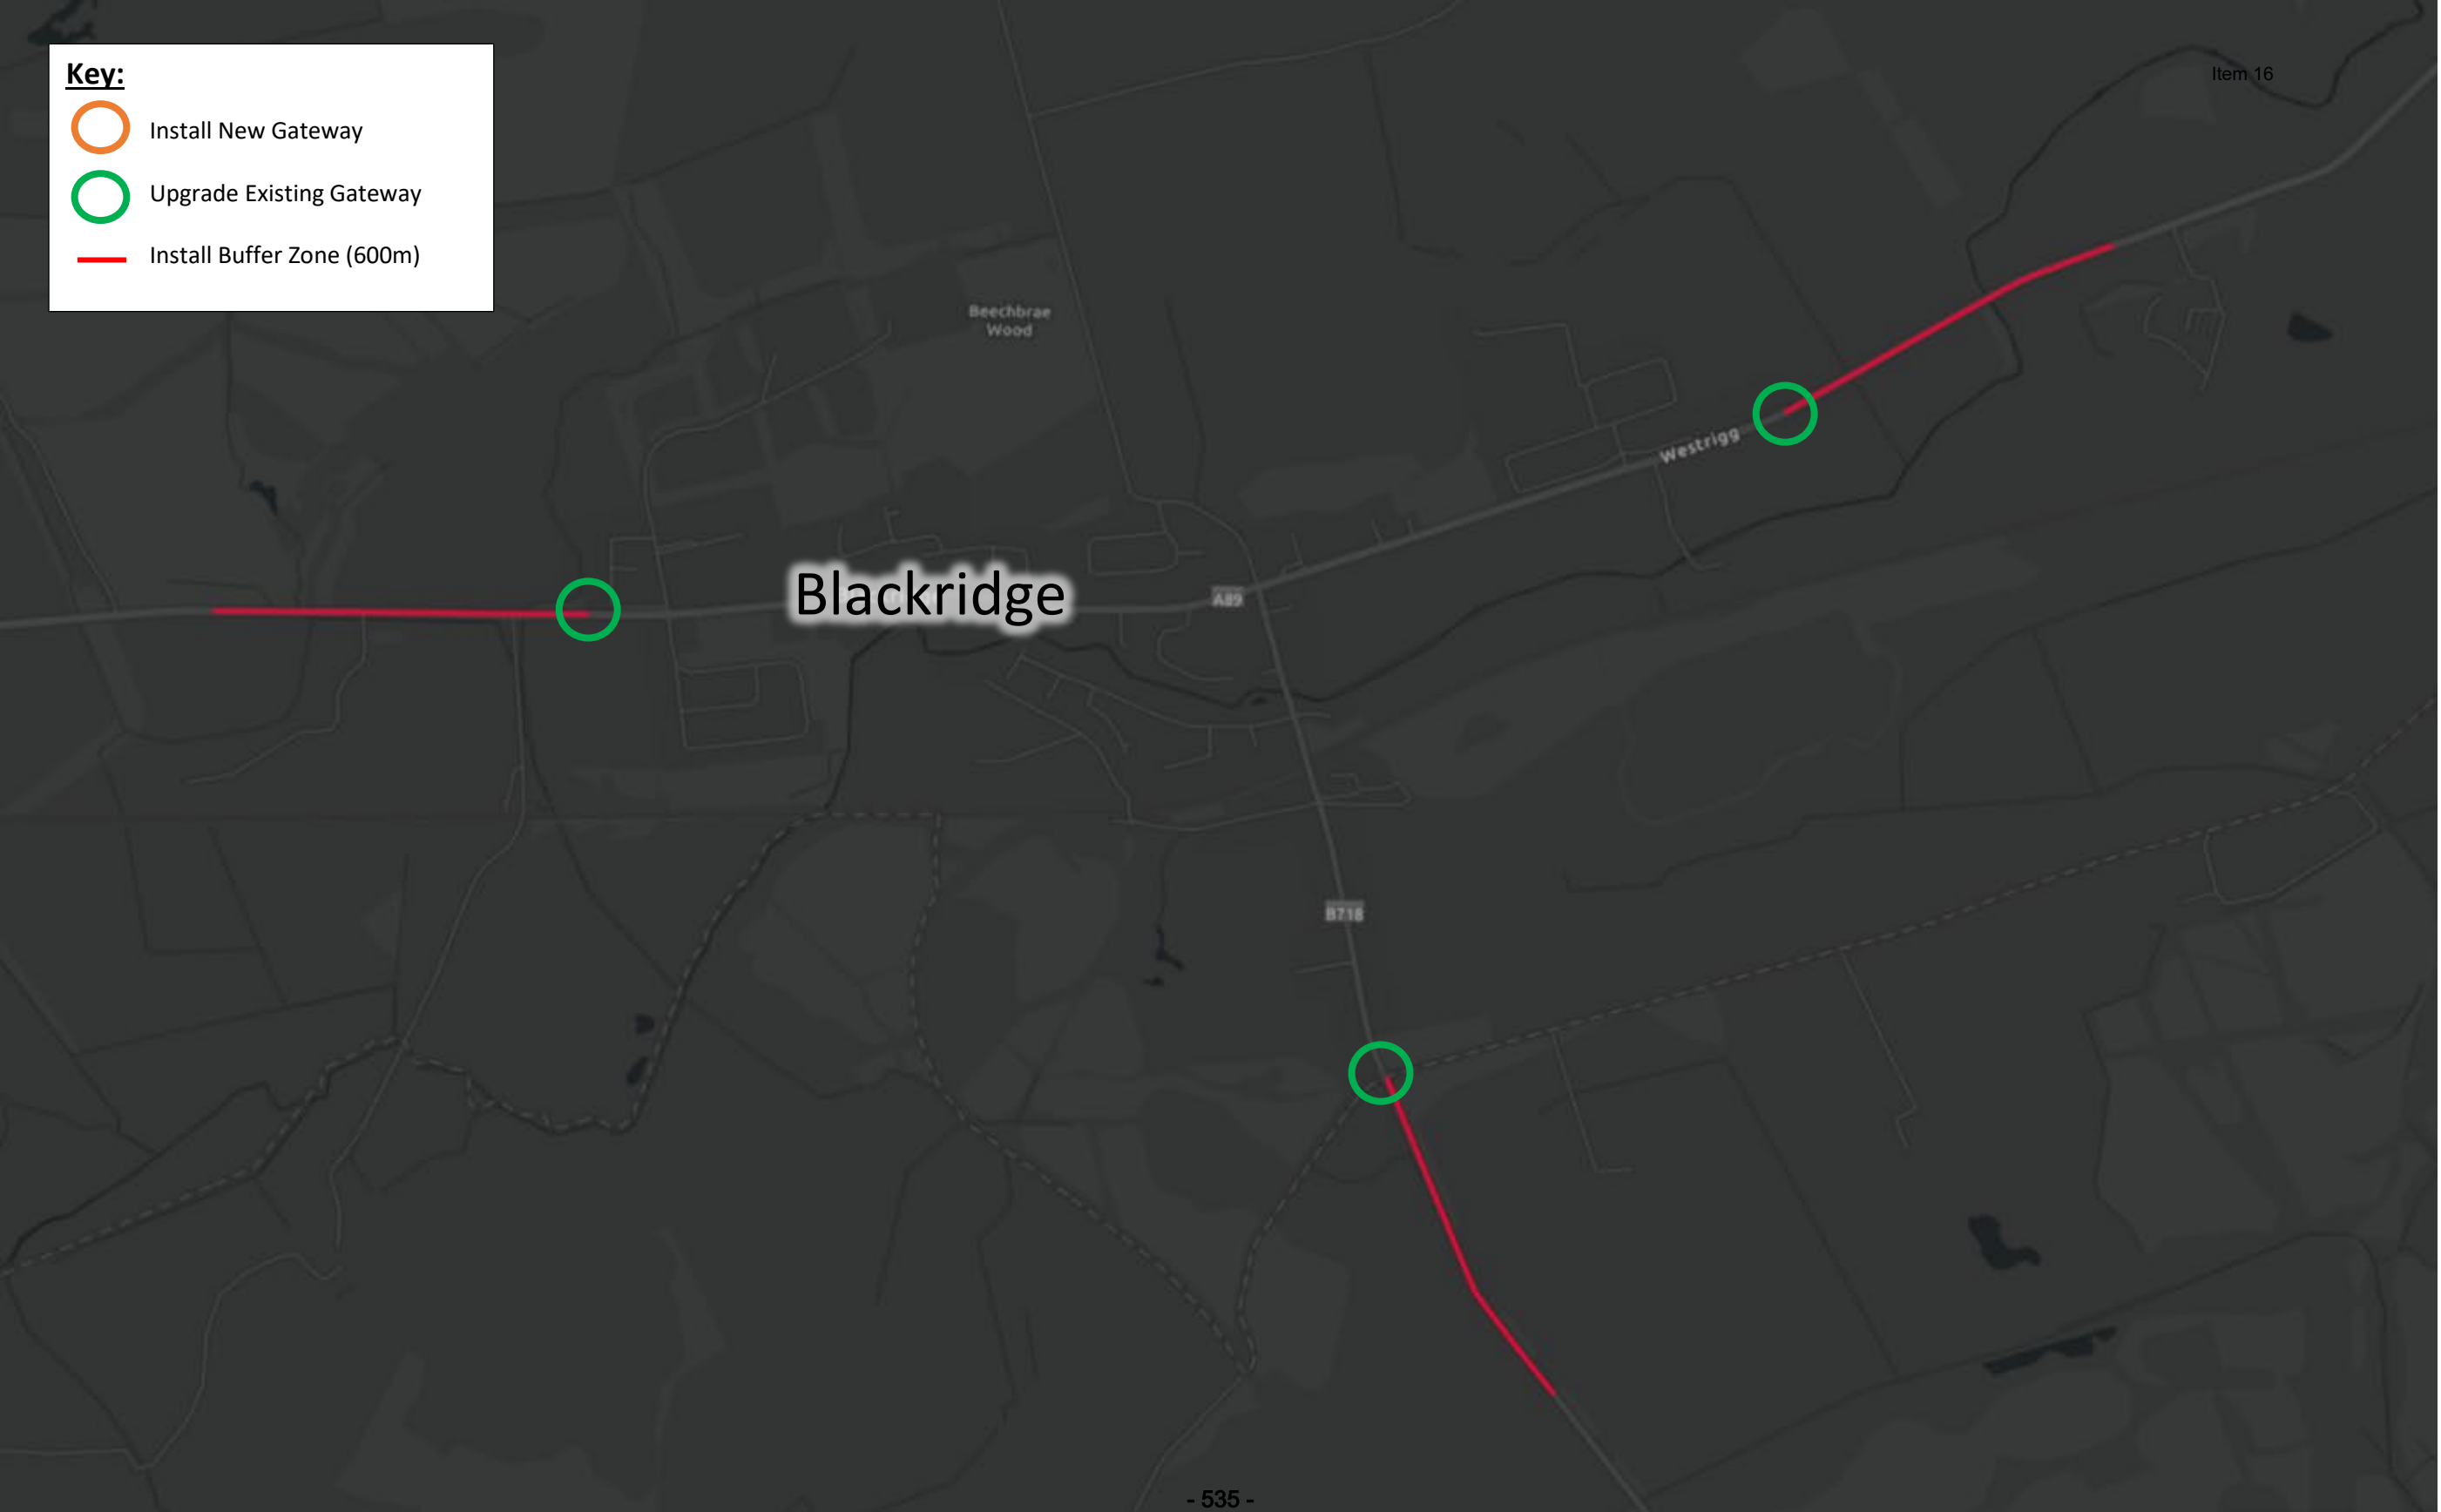 Key:
Install New Gateway
Upgrade Existing Gateway
Install Buffer Zone (600m)
Item 16
Beechbrae
Wood
Westrigg
Blackridge
A89
B718
- 535 -